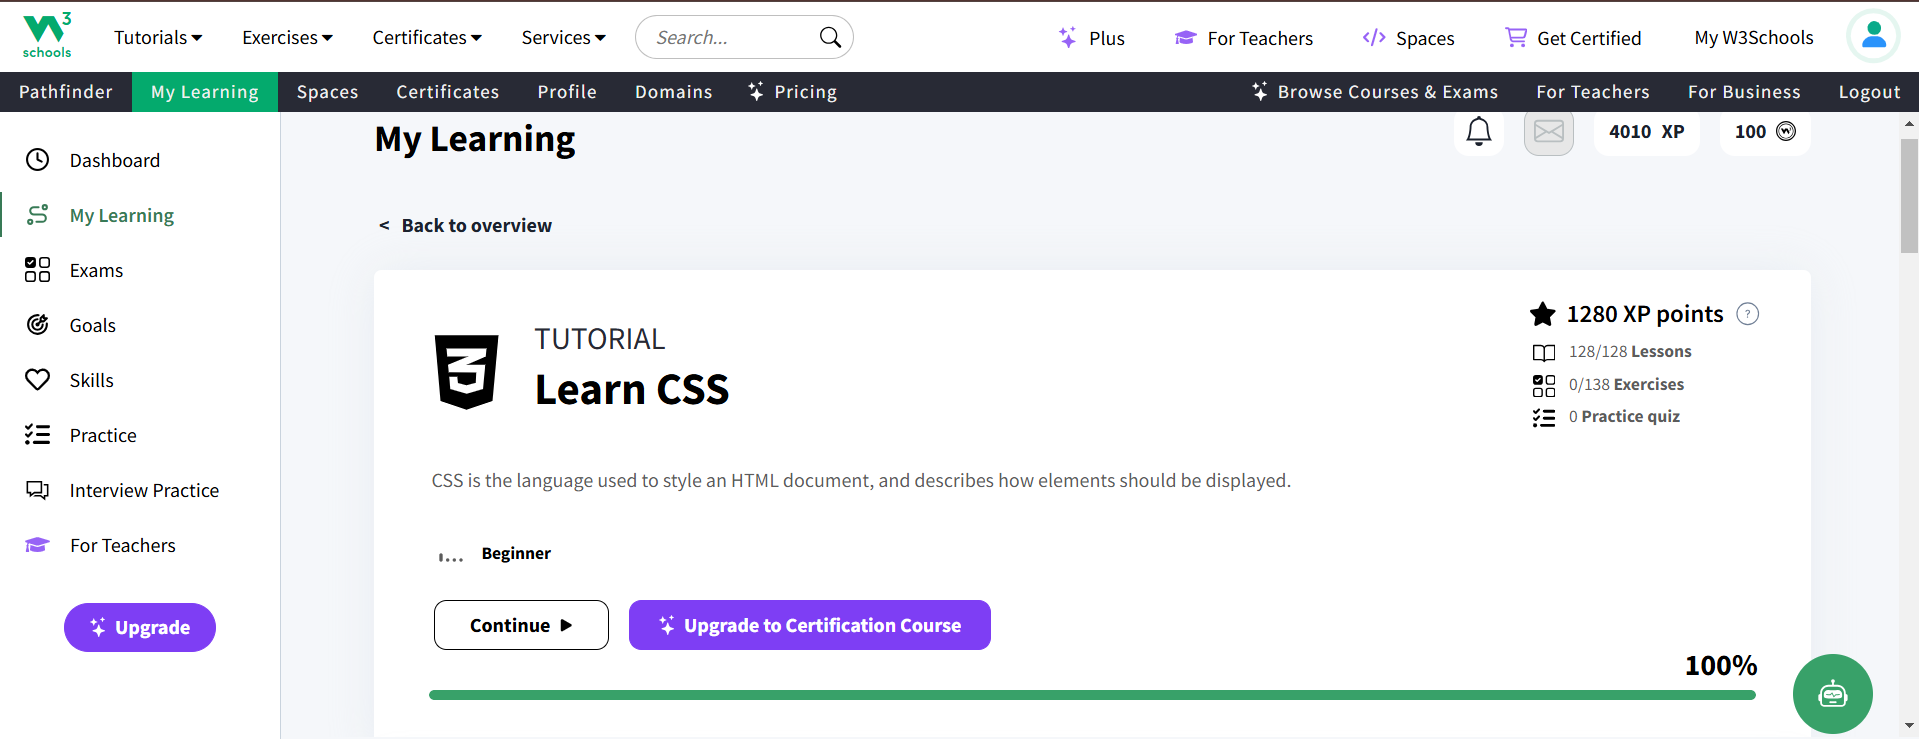 W3 schools
Tutorials Exercises Certificates Services Search... Plus For Teachers Spaces Get Certified My W3Schools
Pathfinder My Learning Spaces Certificates Profile Domains Pricing Browse Courses & Exams For Teachers For Business Logout
Dashboard
My Learning
Exams
Goals
Skills
Practice
Interview Practice
For Teachers
Upgrade
My Learning
4010 XP
100
< Back to overview
TUTORIAL
Learn CSS
1280 XP points ?
128/128 Lessons
0/138 Exercises
0 Practice quiz
CSS is the language used to style an HTML document, and describes how elements should be displayed.
Beginner
Continue
Upgrade to Certification Course
100%